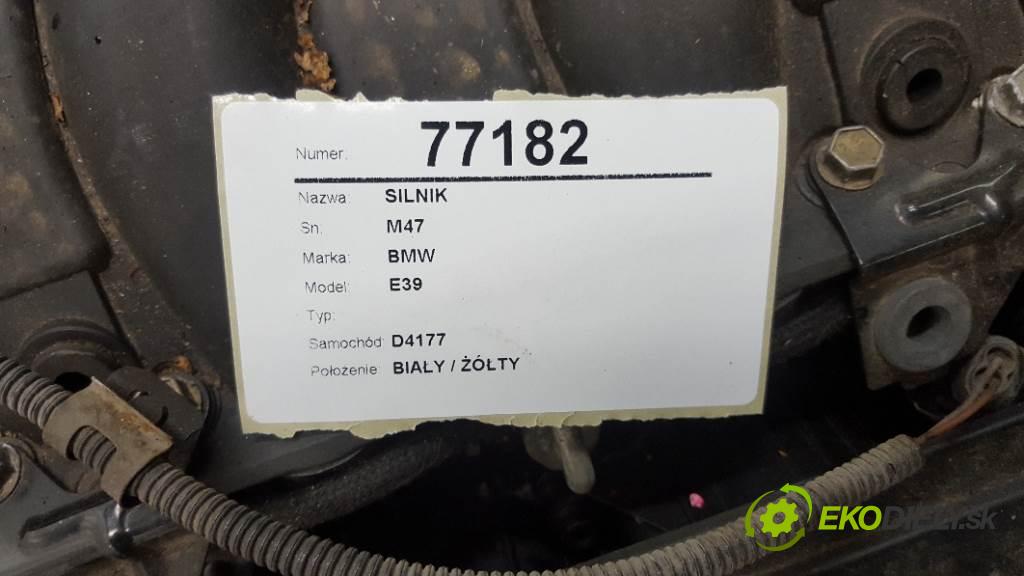 Numer: 77182
Nazwa: SILNIK
Sn. M47
Marka: BMW
Model: E39
Typ:
Samochód: D4177
Położenie: BIAŁY / ŻÓŁTY
EKODIELY.sk